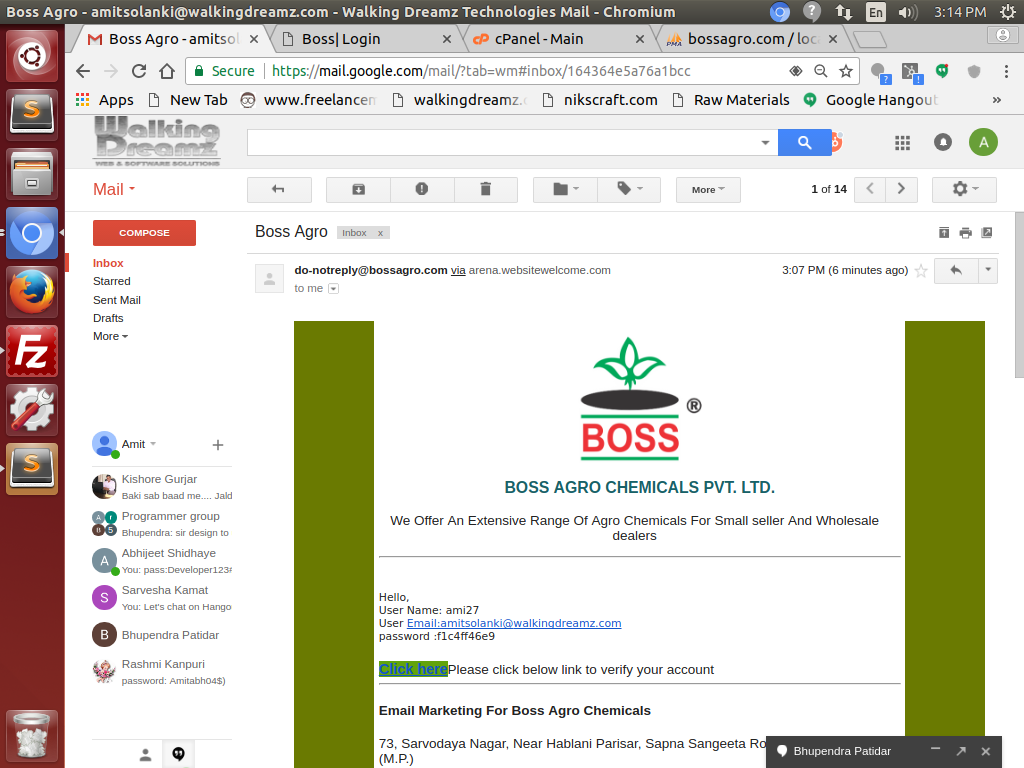 Boss Agro - amitsolanki@walkingdreamz.com - Walking Dreamz Technologies Mail - Chromium
En
3:14 PM
Boss Agro - amitsol
Boss| Login
cPanel - Main
bossagro.com / loc
Secure
https://mail.google.com/mail/?tab=wm#inbox/164364e5a76a1bcc
Apps
New Tab
www.freelancem
walkingdreamz.c
nikscraft.com
Raw Materials
Google Hangout
»
Walking
Dreamz
WEB & SOFTWARE SOLUTIONS
A
Mail
More
1 of 14
COMPOSE
Boss Agro
Inbox x
Inbox
Starred
Sent Mail
Drafts
More
do-notreply@bossagro.com via arena.websitewelcome.com
3:07 PM (6 minutes ago)
to me
BOSS
®
BOSS AGRO CHEMICALS PVT. LTD.
We Offer An Extensive Range Of Agro Chemicals For Small seller And Wholesale
dealers
Hello,
User Name: ami27
User Email:amitsolanki@walkingdreamz.com
password :f1c4ff46e9
Click herePlease click below link to verify your account
Email Marketing For Boss Agro Chemicals
73, Sarvodaya Nagar, Near Hablani Parisar, Sapna Sangeeta Ro
(M.P.)
Amit
Kishore Gurjar
Baki sab baad me.... Jald
Programmer group
Bhupendra: sir design to
Abhijeet Shidhaye
You: pass:Developer123#
Sarvesha Kamat
You: Let's chat on Hango
Bhupendra Patidar
Rashmi Kanpuri
password: Amitabh04$)
Bhupendra Patidar